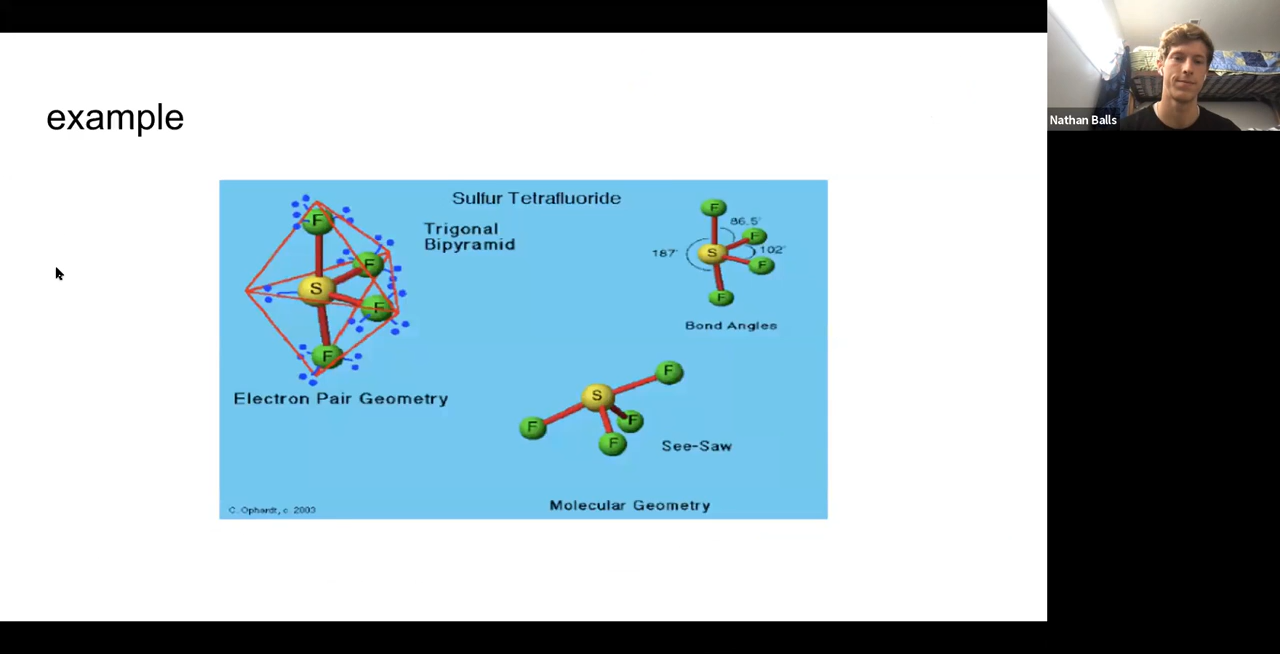 example
Sulfur Tetrafluoride
Trigonal
Bipyramid
F
F
S
F
F
Electron Pair Geometry
F
86.5°
F
187°
S
102°
F
F
Bond Angles
F
S
F
F
F
See-Saw
Molecular Geometry
C. Ophardt, c. 2003
Nathan Balls